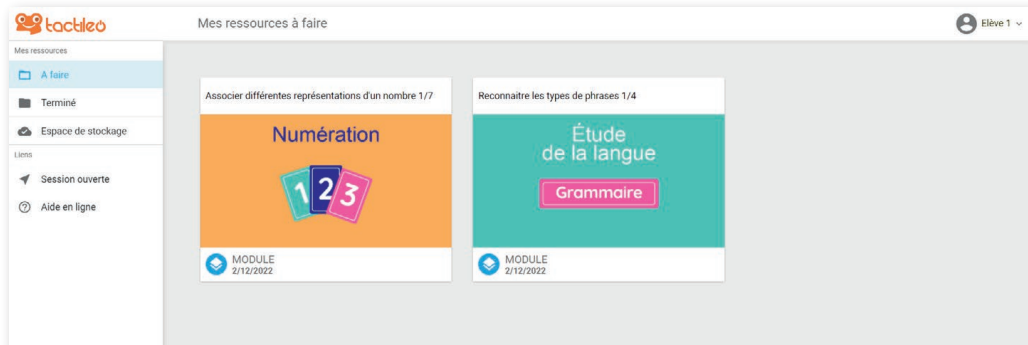 tactileo
Mes ressources à faire
Elève 1
Mes ressources
A faire
Terminé
Espace de stockage
Liens
Session ouverte
Aide en ligne
Associer différentes représentations d'un nombre 1/7
Numération
1 2 3
MODULE
2/12/2022
Reconnaitre les types de phrases 1/4
Étude
de la langue
Grammaire
MODULE
2/12/2022